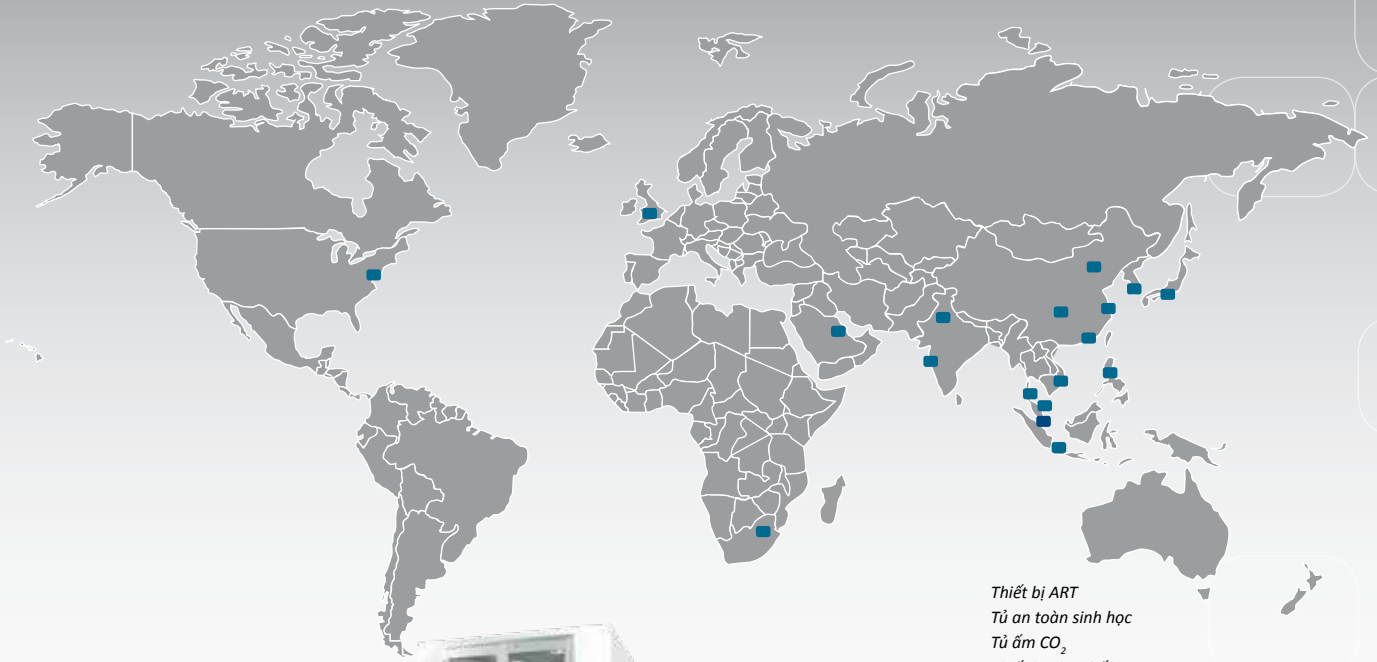 Thiết bị ART
Tủ an toàn sinh học
Tủ ấm CO₂